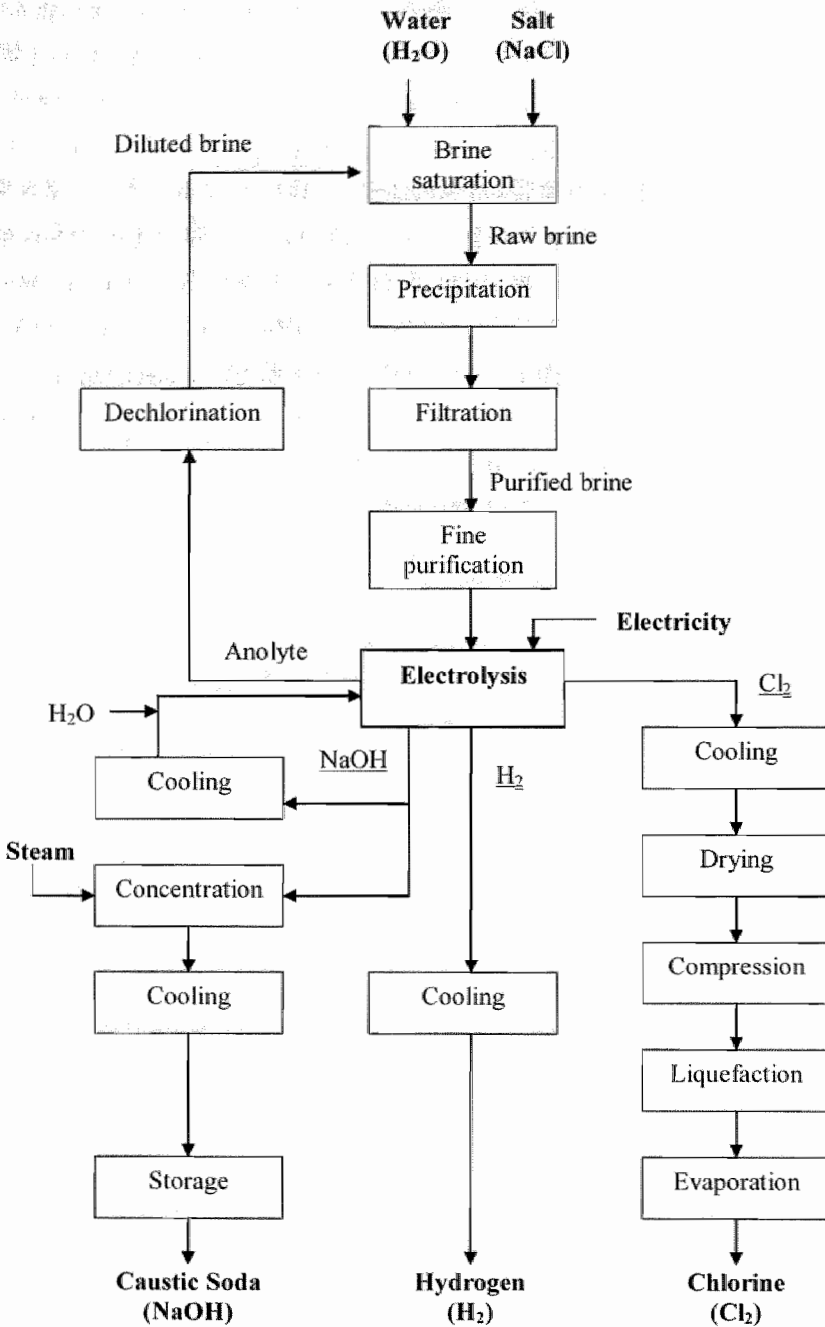 Water
(H₂O)
Salt
(NaCl)
Diluted brine
Brine
saturation
Raw brine
Precipitation
Dechlorination
Filtration
Purified brine
Fine
purification
Electricity
Anolyte
Electrolysis
Cl₂
H₂O
Cooling
NaOH
H₂
Cooling
Steam
Concentration
Drying
Compression
Cooling
Cooling
Liquefaction
Storage
Evaporation
Caustic Soda
(NaOH)
Hydrogen
(H₂)
Chlorine
(Cl₂)